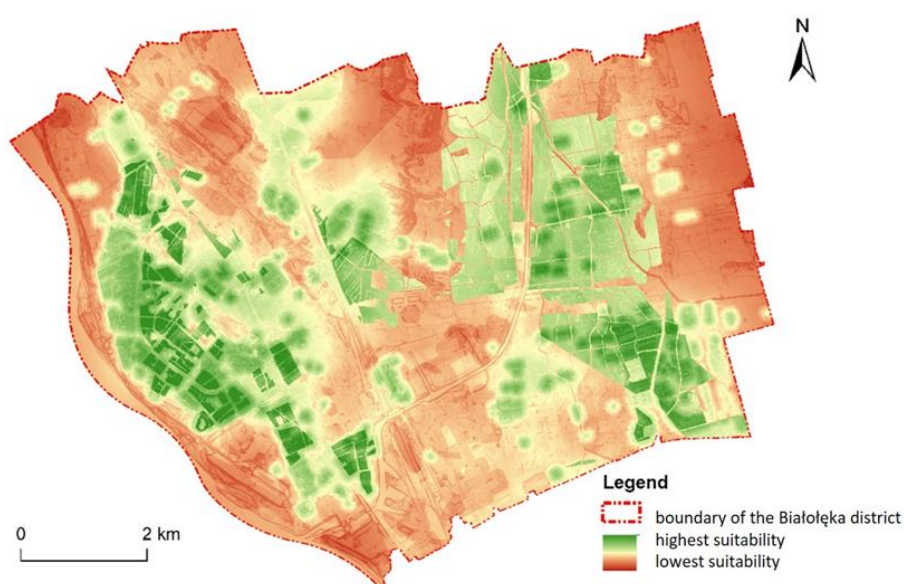 N
Legend
boundary of the Białołęka district
highest suitability
lowest suitability
0 2 km